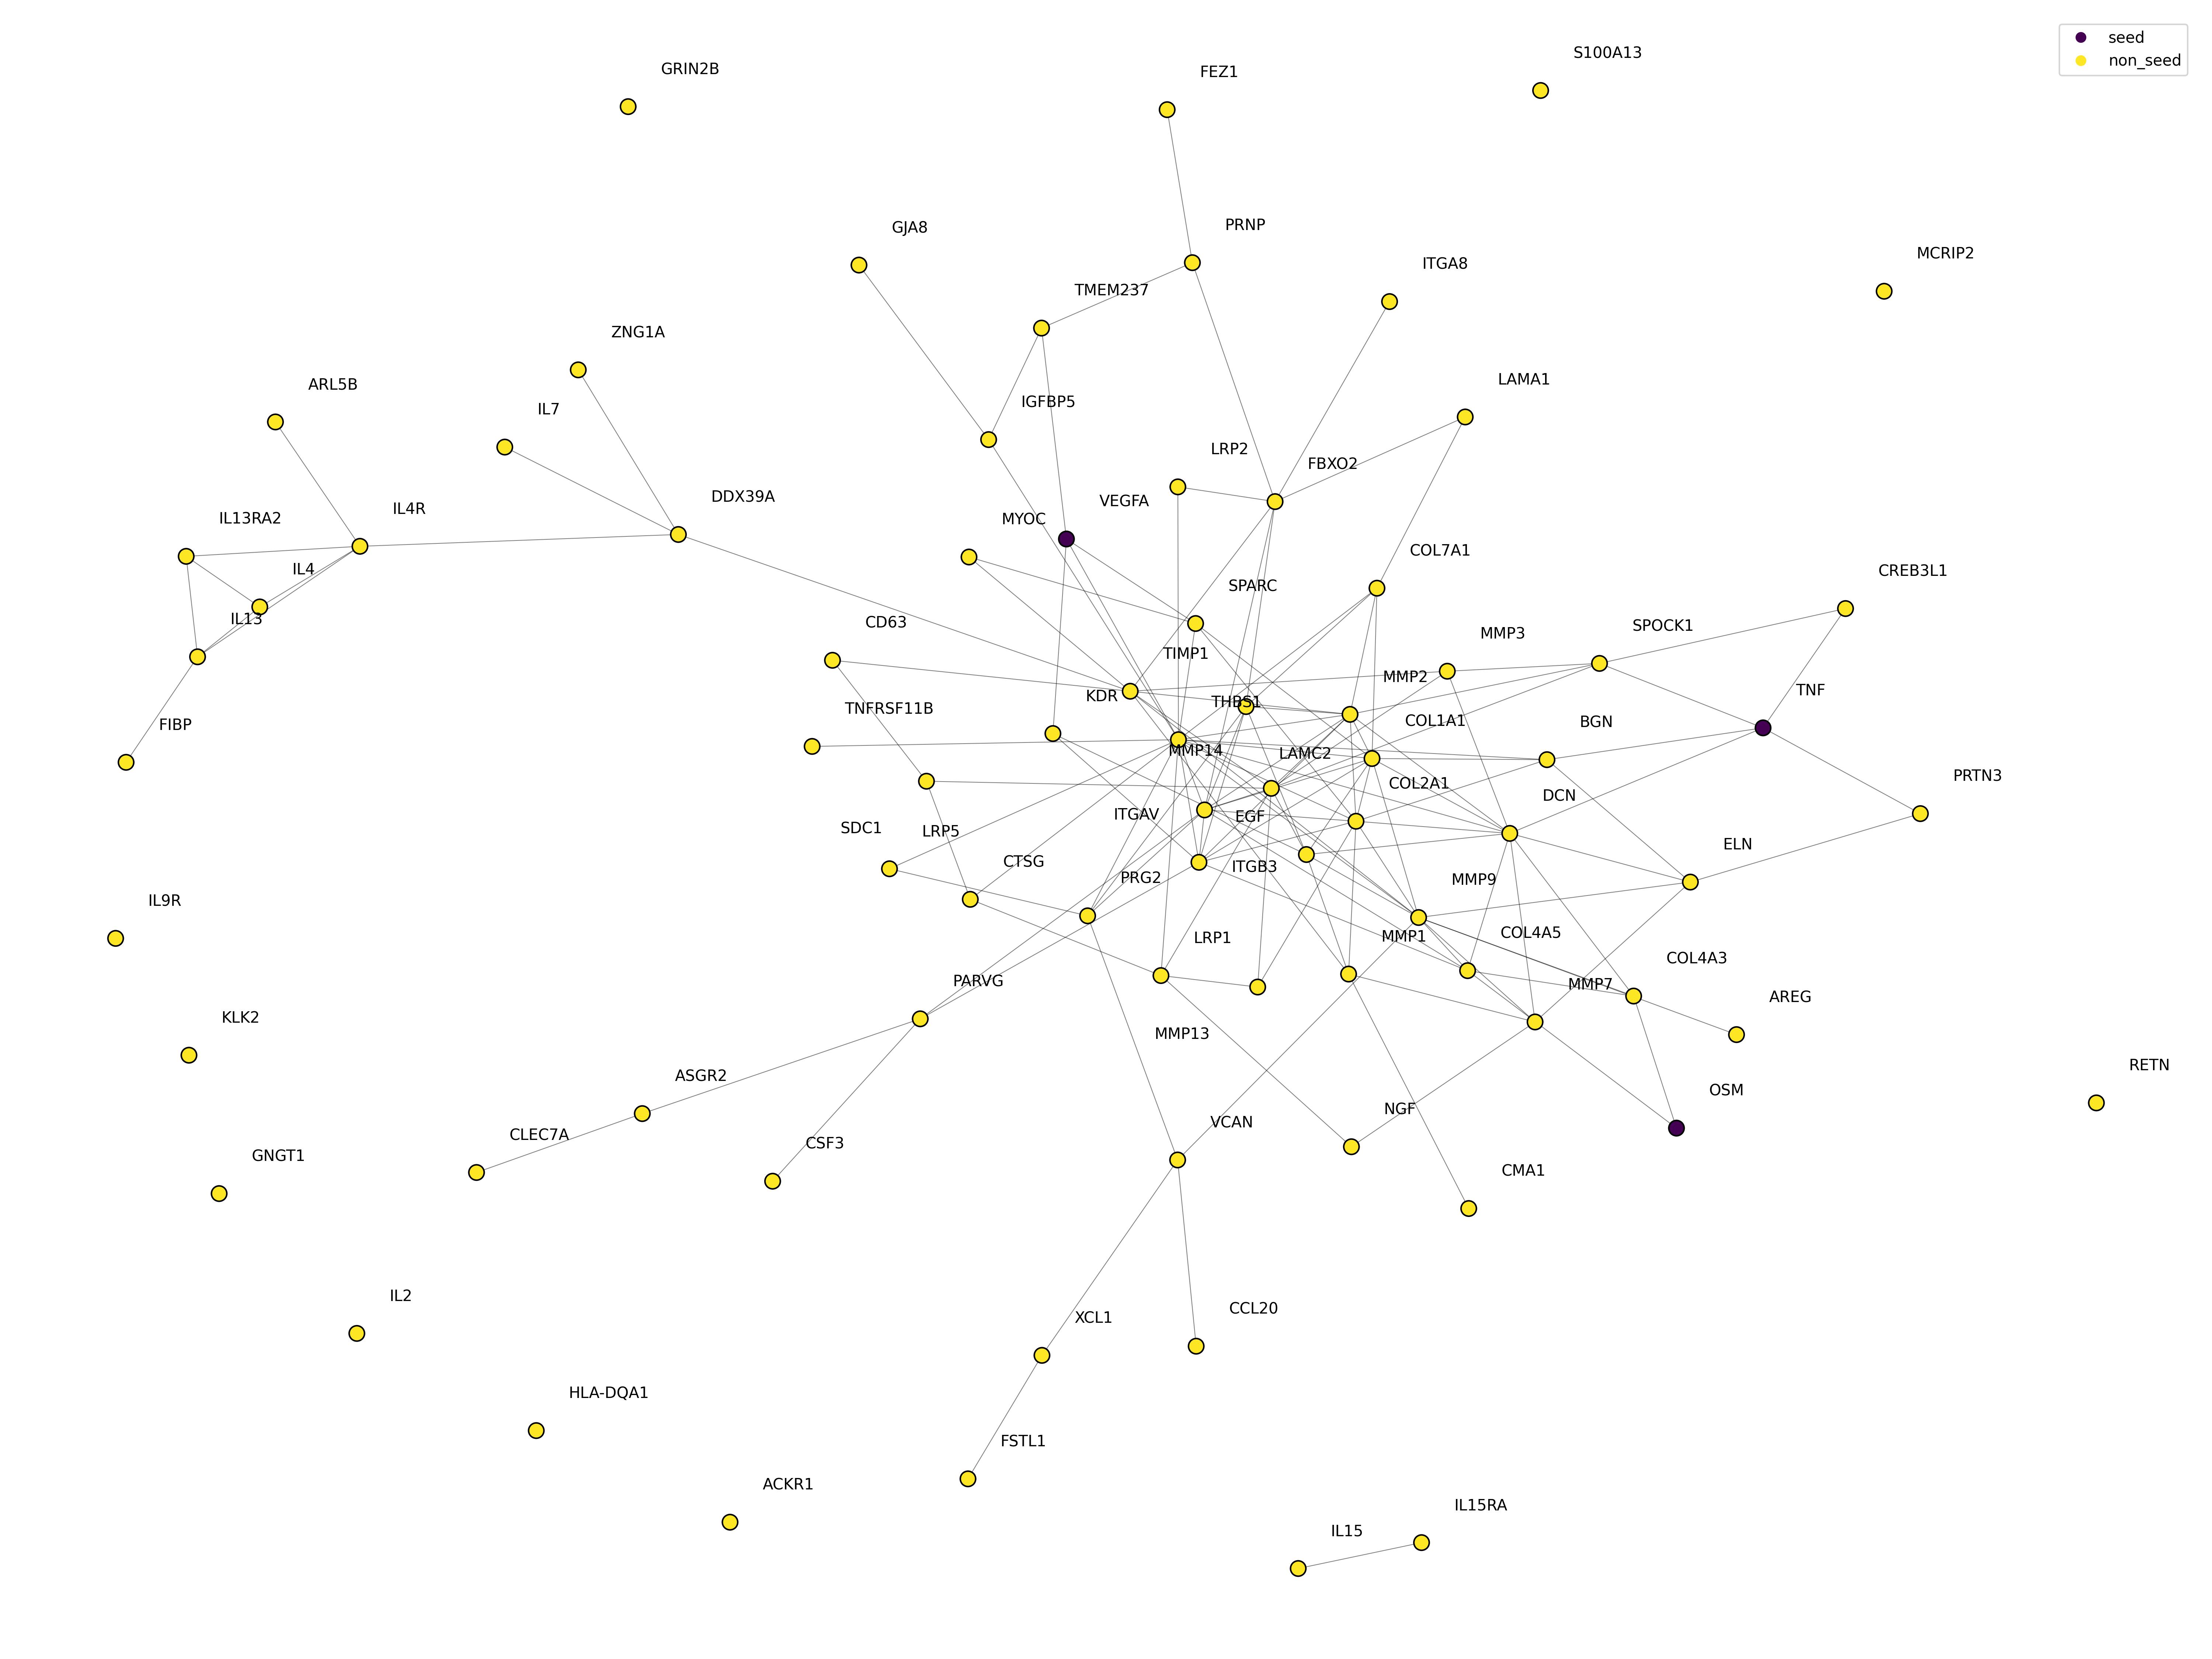 seed
non_seed
S100A13
GRIN2B
FEZ1
PRNP
GJA8
MCRIP2
ITGA8
TMEM237
ZNG1A
LAMA1
ARL5B
IGFBP5
IL7
LRP2
FBXO2
DDX39A
VEGFA
IL4R
IL13RA2
MYOC
COL7A1
IL4
CREB3L1
SPARC
IL13
CD63
SPOCK1
MMP3
TIMP1
MMP2
TNF
KDR
THBS1
TNFRSF11B
COL1A1
BGN
FIBP
MMP14
LAMC2
PRTN3
COL2A1
DCN
ITGAV
EGF
SDC1
LRP5
ELN
CTSG
ITGB3
PRG2
MMP9
IL9R
COL4A5
LRP1
MMP1
COL4A3
PARVG
MMP7
AREG
KLK2
MMP13
RETN
ASGR2
OSM
NGF
VCAN
CLEC7A
CSF3
GNGT1
CMA1
IL2
CCL20
XCL1
HLA-DQA1
FSTL1
ACKR1
IL15RA
IL15